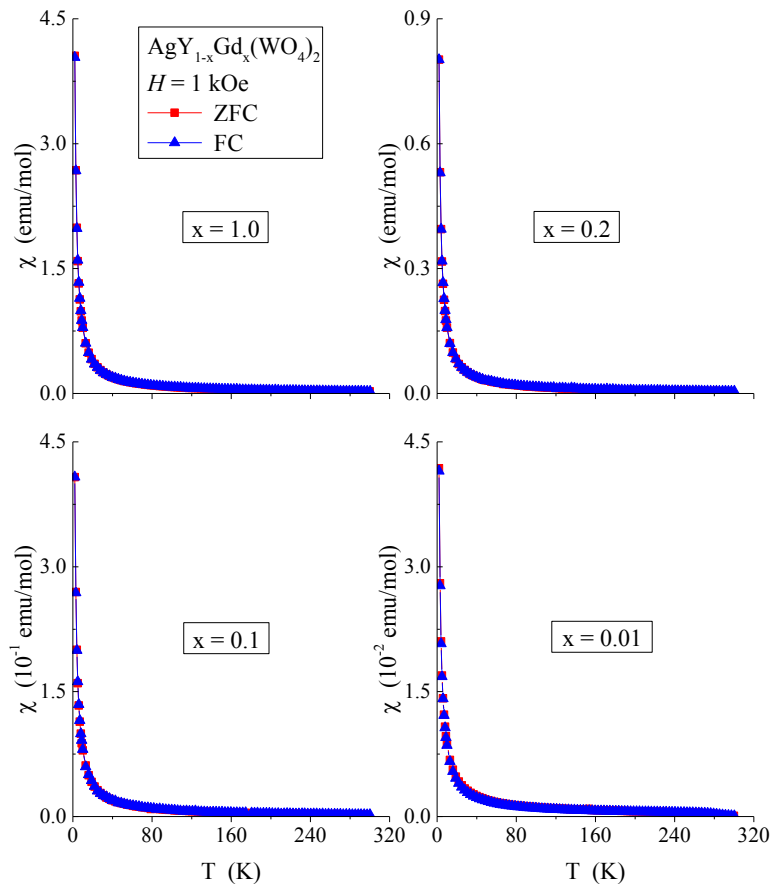 4.5
3.0
1.5
0.0
χ (emu/mol)
AgY1-xGdx(WO4)2
H = 1 kOe
ZFC
FC
x = 1.0
0.9
0.6
0.3
0.0
χ (emu/mol)
x = 0.2
4.5
3.0
1.5
0.0
χ (10-1 emu/mol)
x = 0.1
0 80 160 240 320
T (K)
4.5
3.0
1.5
0.0
χ (10-2 emu/mol)
x = 0.01
0 80 160 240 320
T (K)